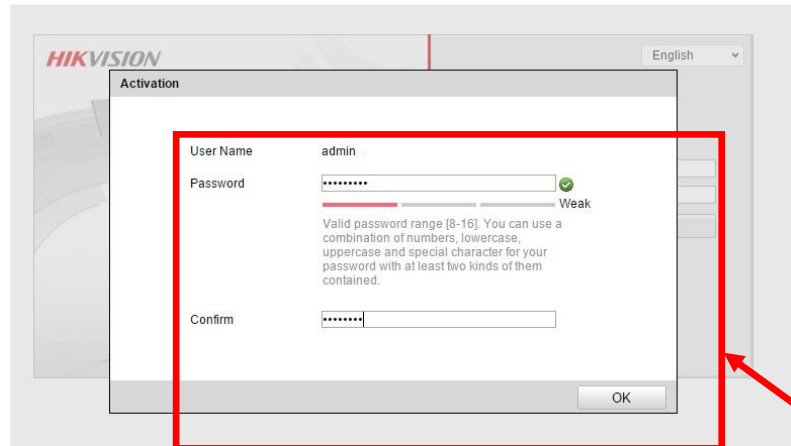 HIKVISION
English
Activation
User Name admin
Password •••••••••
Weak
Valid password range [8-16]. You can use a
combination of numbers, lowercase,
uppercase and special character for your
password with at least two kinds of them
contained.
Confirm ••••••••
OK